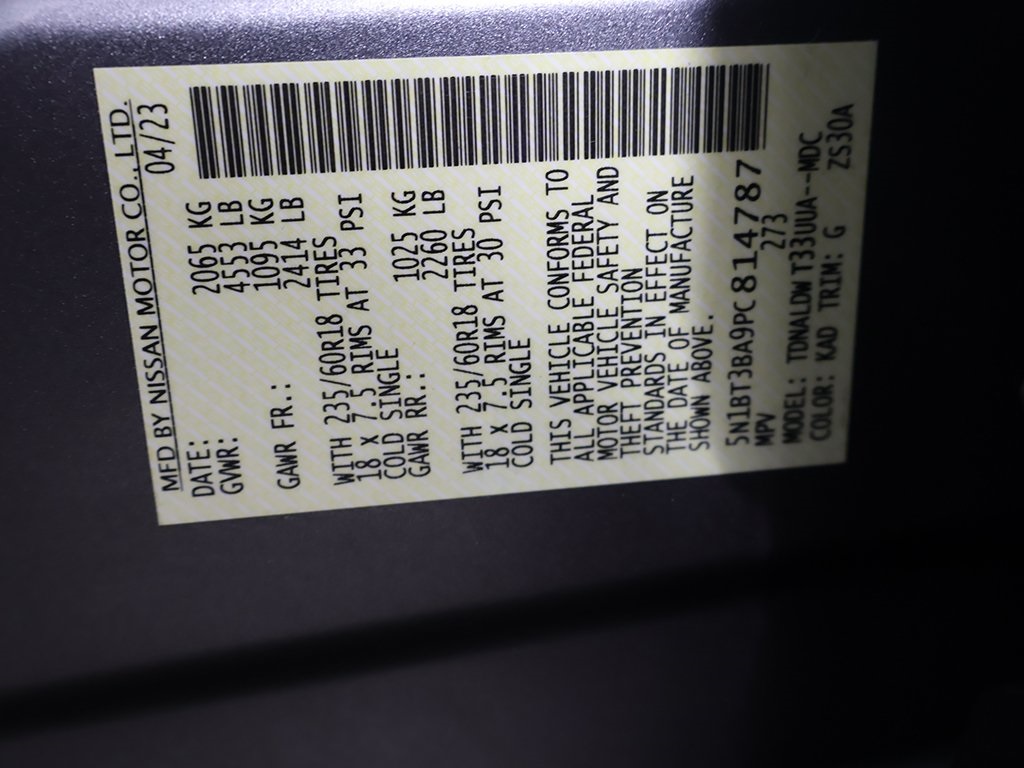 MFD BY NISSAN MOTOR CO., LTD.
DATE: 04/23
GVWR: 2065 KG
4553 LB
GAWR FR.: 1095 KG
2414 LB
WITH 235/60R18 TIRES
18 X 7.5 RIMS AT 33 PSI
COLD SINGLE
GAWR RR.: 1025 KG
2260 LB
WITH 235/60R18 TIRES
18 X 7.5 RIMS AT 30 PSI
COLD SINGLE
THIS VEHICLE CONFORMS TO
ALL APPLICABLE FEDERAL
MOTOR VEHICLE SAFETY AND
THEFT PREVENTION
STANDARDS IN EFFECT ON
THE DATE OF MANUFACTURE
SHOWN ABOVE.
5N1BT3BA9PC814787
MPV 273
MODEL: TDNALDW T33UUA--MDC
COLOR: KAD TRIM: G ZS30A